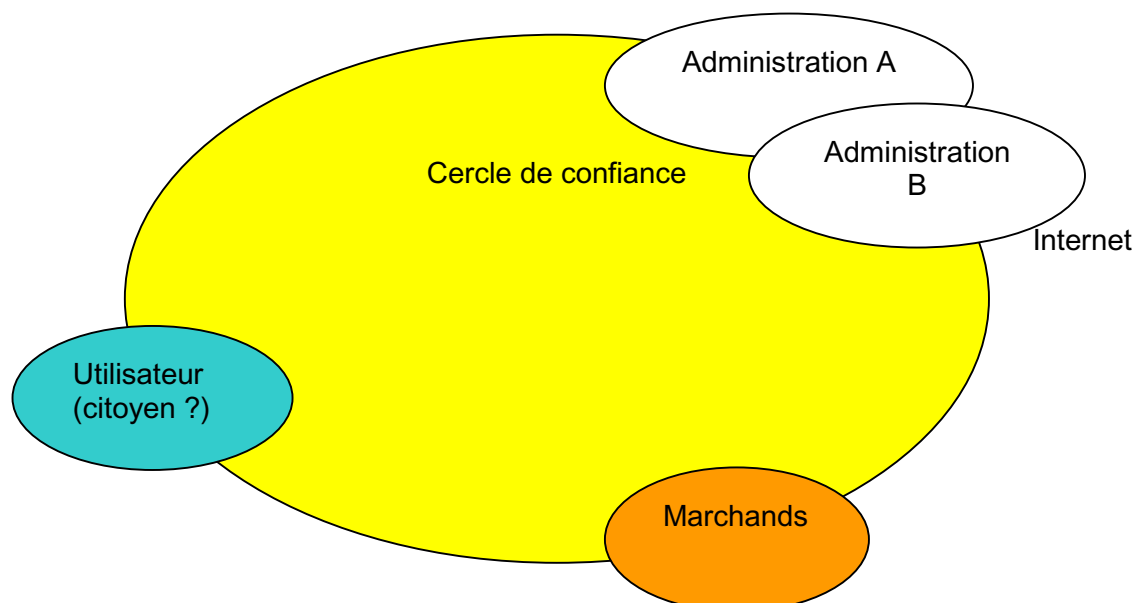 Administration A
Administration
B
Cercle de confiance
Internet
Utilisateur
(citoyen ?)
Marchands